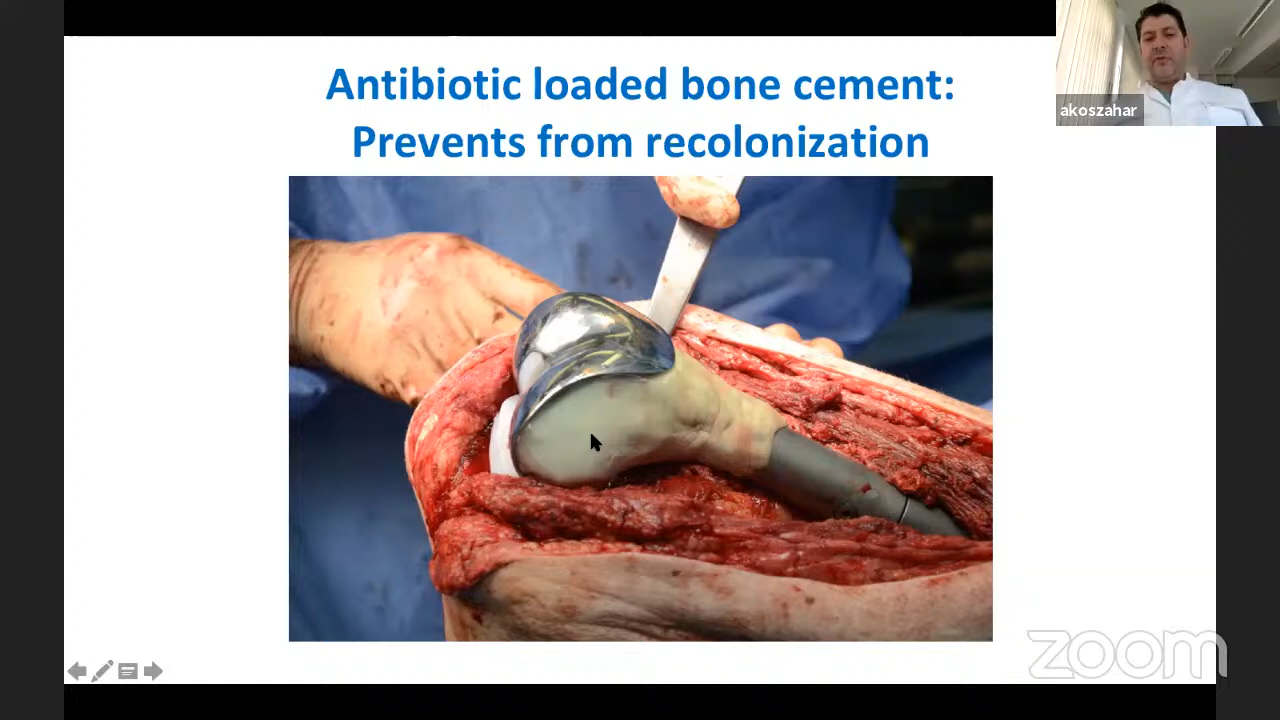 Antibiotic loaded bone cement:
Prevents from recolonization
akoszahar
zoom